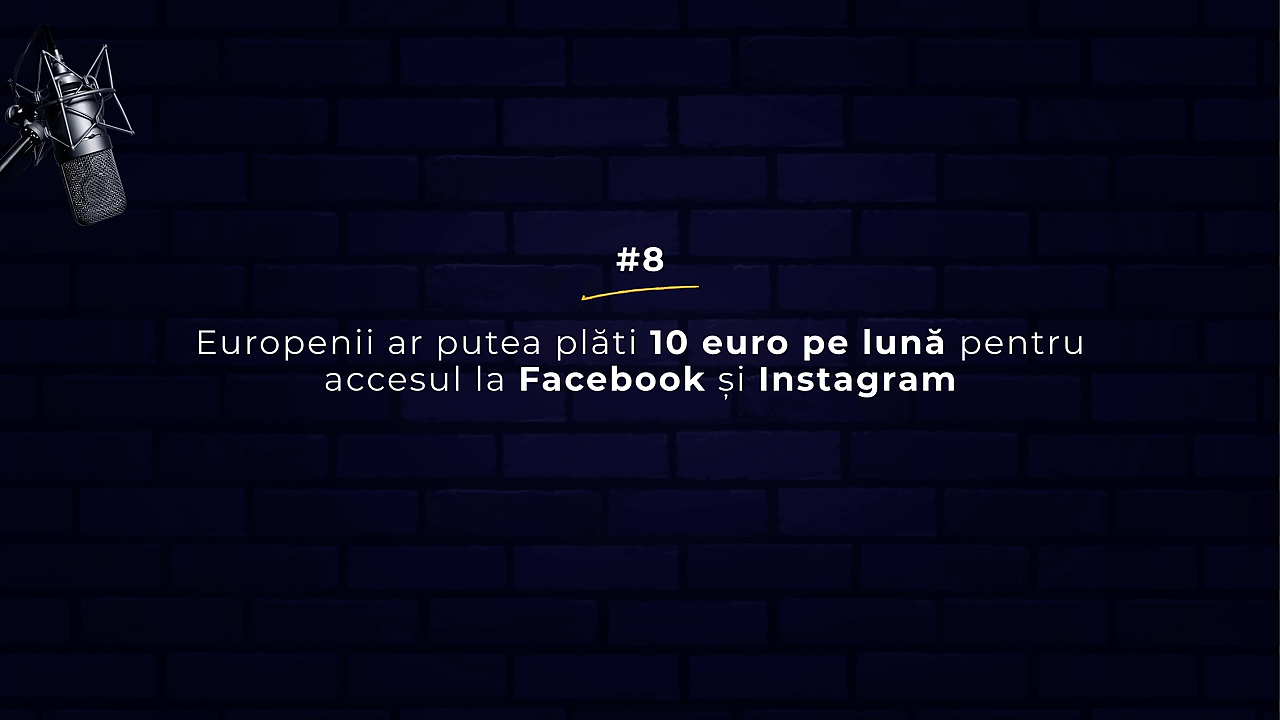 #8
Europenii ar putea plăti 10 euro pe lună pentru
accesul la Facebook și Instagram